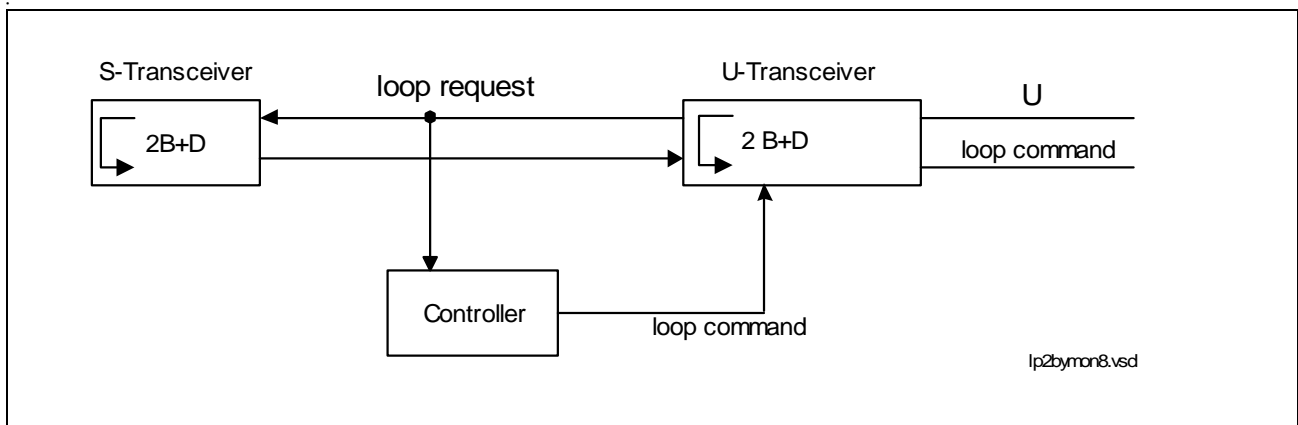 .
S-Transceiver
loop request
U-Transceiver
U
2B+D
2 B+D
loop command
Controller
loop command
lp2bymon8.vsd